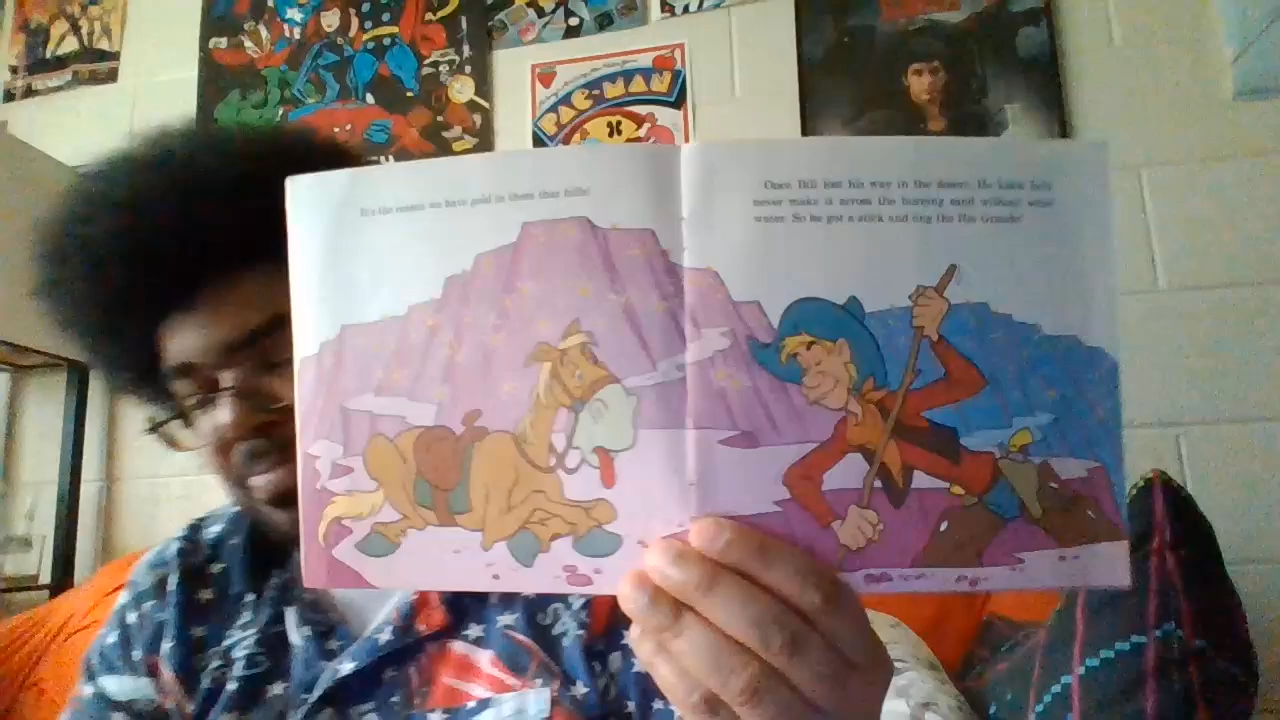 PAC-MAN
It's the reason we have gold in them thar hills!
Once Bill lost his way in the desert. He knew he'd
never make it across the burning sand without some
water. So he got a stick and dug the Rio Grande!